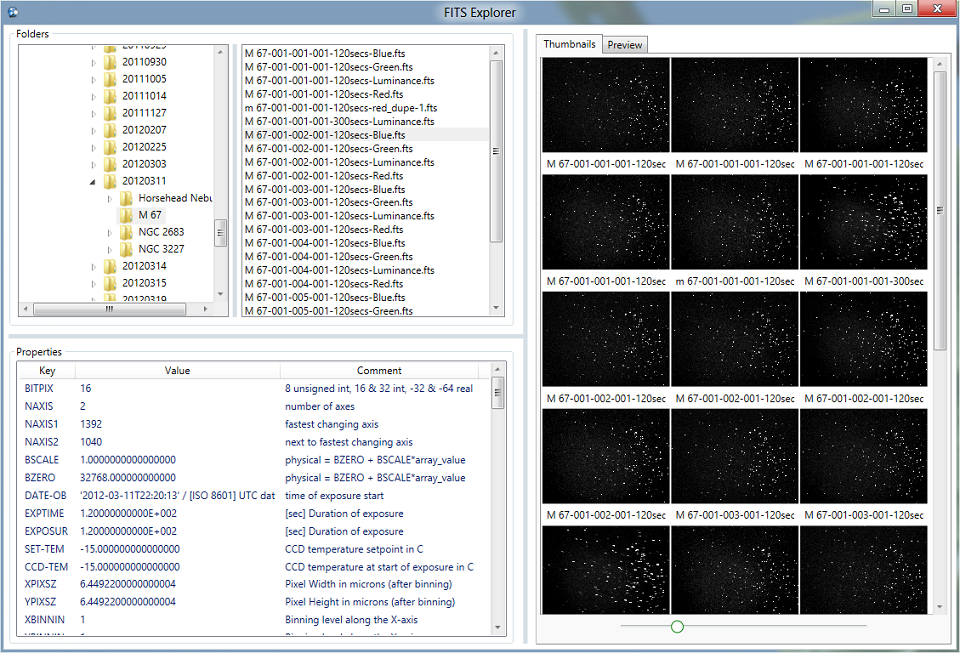 FITS Explorer
Folders
20110930
20111005
20111014
20111127
20120207
20120225
20120303
20120311
Horsehead Nebu
M 67
NGC 2683
NGC 3227
20120314
20120315
20120319
M 67-001-001-001-120secs-Blue.fts
M 67-001-001-001-120secs-Green.fts
M 67-001-001-001-120secs-Luminance.fts
M 67-001-001-001-120secs-Red.fts
m 67-001-001-001-120secs-red_dupe-1.fts
M 67-001-001-001-300secs-Luminance.fts
M 67-001-002-001-120secs-Blue.fts
M 67-001-002-001-120secs-Green.fts
M 67-001-002-001-120secs-Luminance.fts
M 67-001-002-001-120secs-Red.fts
M 67-001-003-001-120secs-Blue.fts
M 67-001-003-001-120secs-Green.fts
M 67-001-003-001-120secs-Luminance.fts
M 67-001-003-001-120secs-Red.fts
M 67-001-004-001-120secs-Blue.fts
M 67-001-004-001-120secs-Green.fts
M 67-001-004-001-120secs-Luminance.fts
M 67-001-004-001-120secs-Red.fts
M 67-001-005-001-120secs-Blue.fts
M 67-001-005-001-120secs-Green.fts
Properties
Key Value Comment
BITPIX 16 8 unsigned int, 16 & 32 int, -32 & -64 real
NAXIS 2 number of axes
NAXIS1 1392 fastest changing axis
NAXIS2 1040 next to fastest changing axis
BSCALE 1.0000000000000000 physical = BZERO + BSCALE*array_value
BZERO 32768.000000000000 physical = BZERO + BSCALE*array_value
DATE-OB '2012-03-11T22:20:13' / [ISO 8601] UTC dat time of exposure start
EXPTIME 1.20000000000E+002 [sec] Duration of exposure
EXPOSUR 1.20000000000E+002 [sec] Duration of exposure
SET-TEM -15.000000000000000 CCD temperature setpoint in C
CCD-TEM -15.000000000000000 CCD temperature at start of exposure in C
XPIXSZ 6.4492200000000004 Pixel Width in microns (after binning)
YPIXSZ 6.4492200000000004 Pixel Height in microns (after binning)
XBINNIN 1 Binning level along the X-axis
Thumbnails Preview
M 67-001-001-001-120sec M 67-001-001-001-120sec M 67-001-001-001-120sec
M 67-001-001-001-120sec m 67-001-001-001-120sec M 67-001-001-001-300sec
M 67-001-002-001-120sec M 67-001-002-001-120sec M 67-001-002-001-120sec
M 67-001-002-001-120sec M 67-001-003-001-120sec M 67-001-003-001-120sec